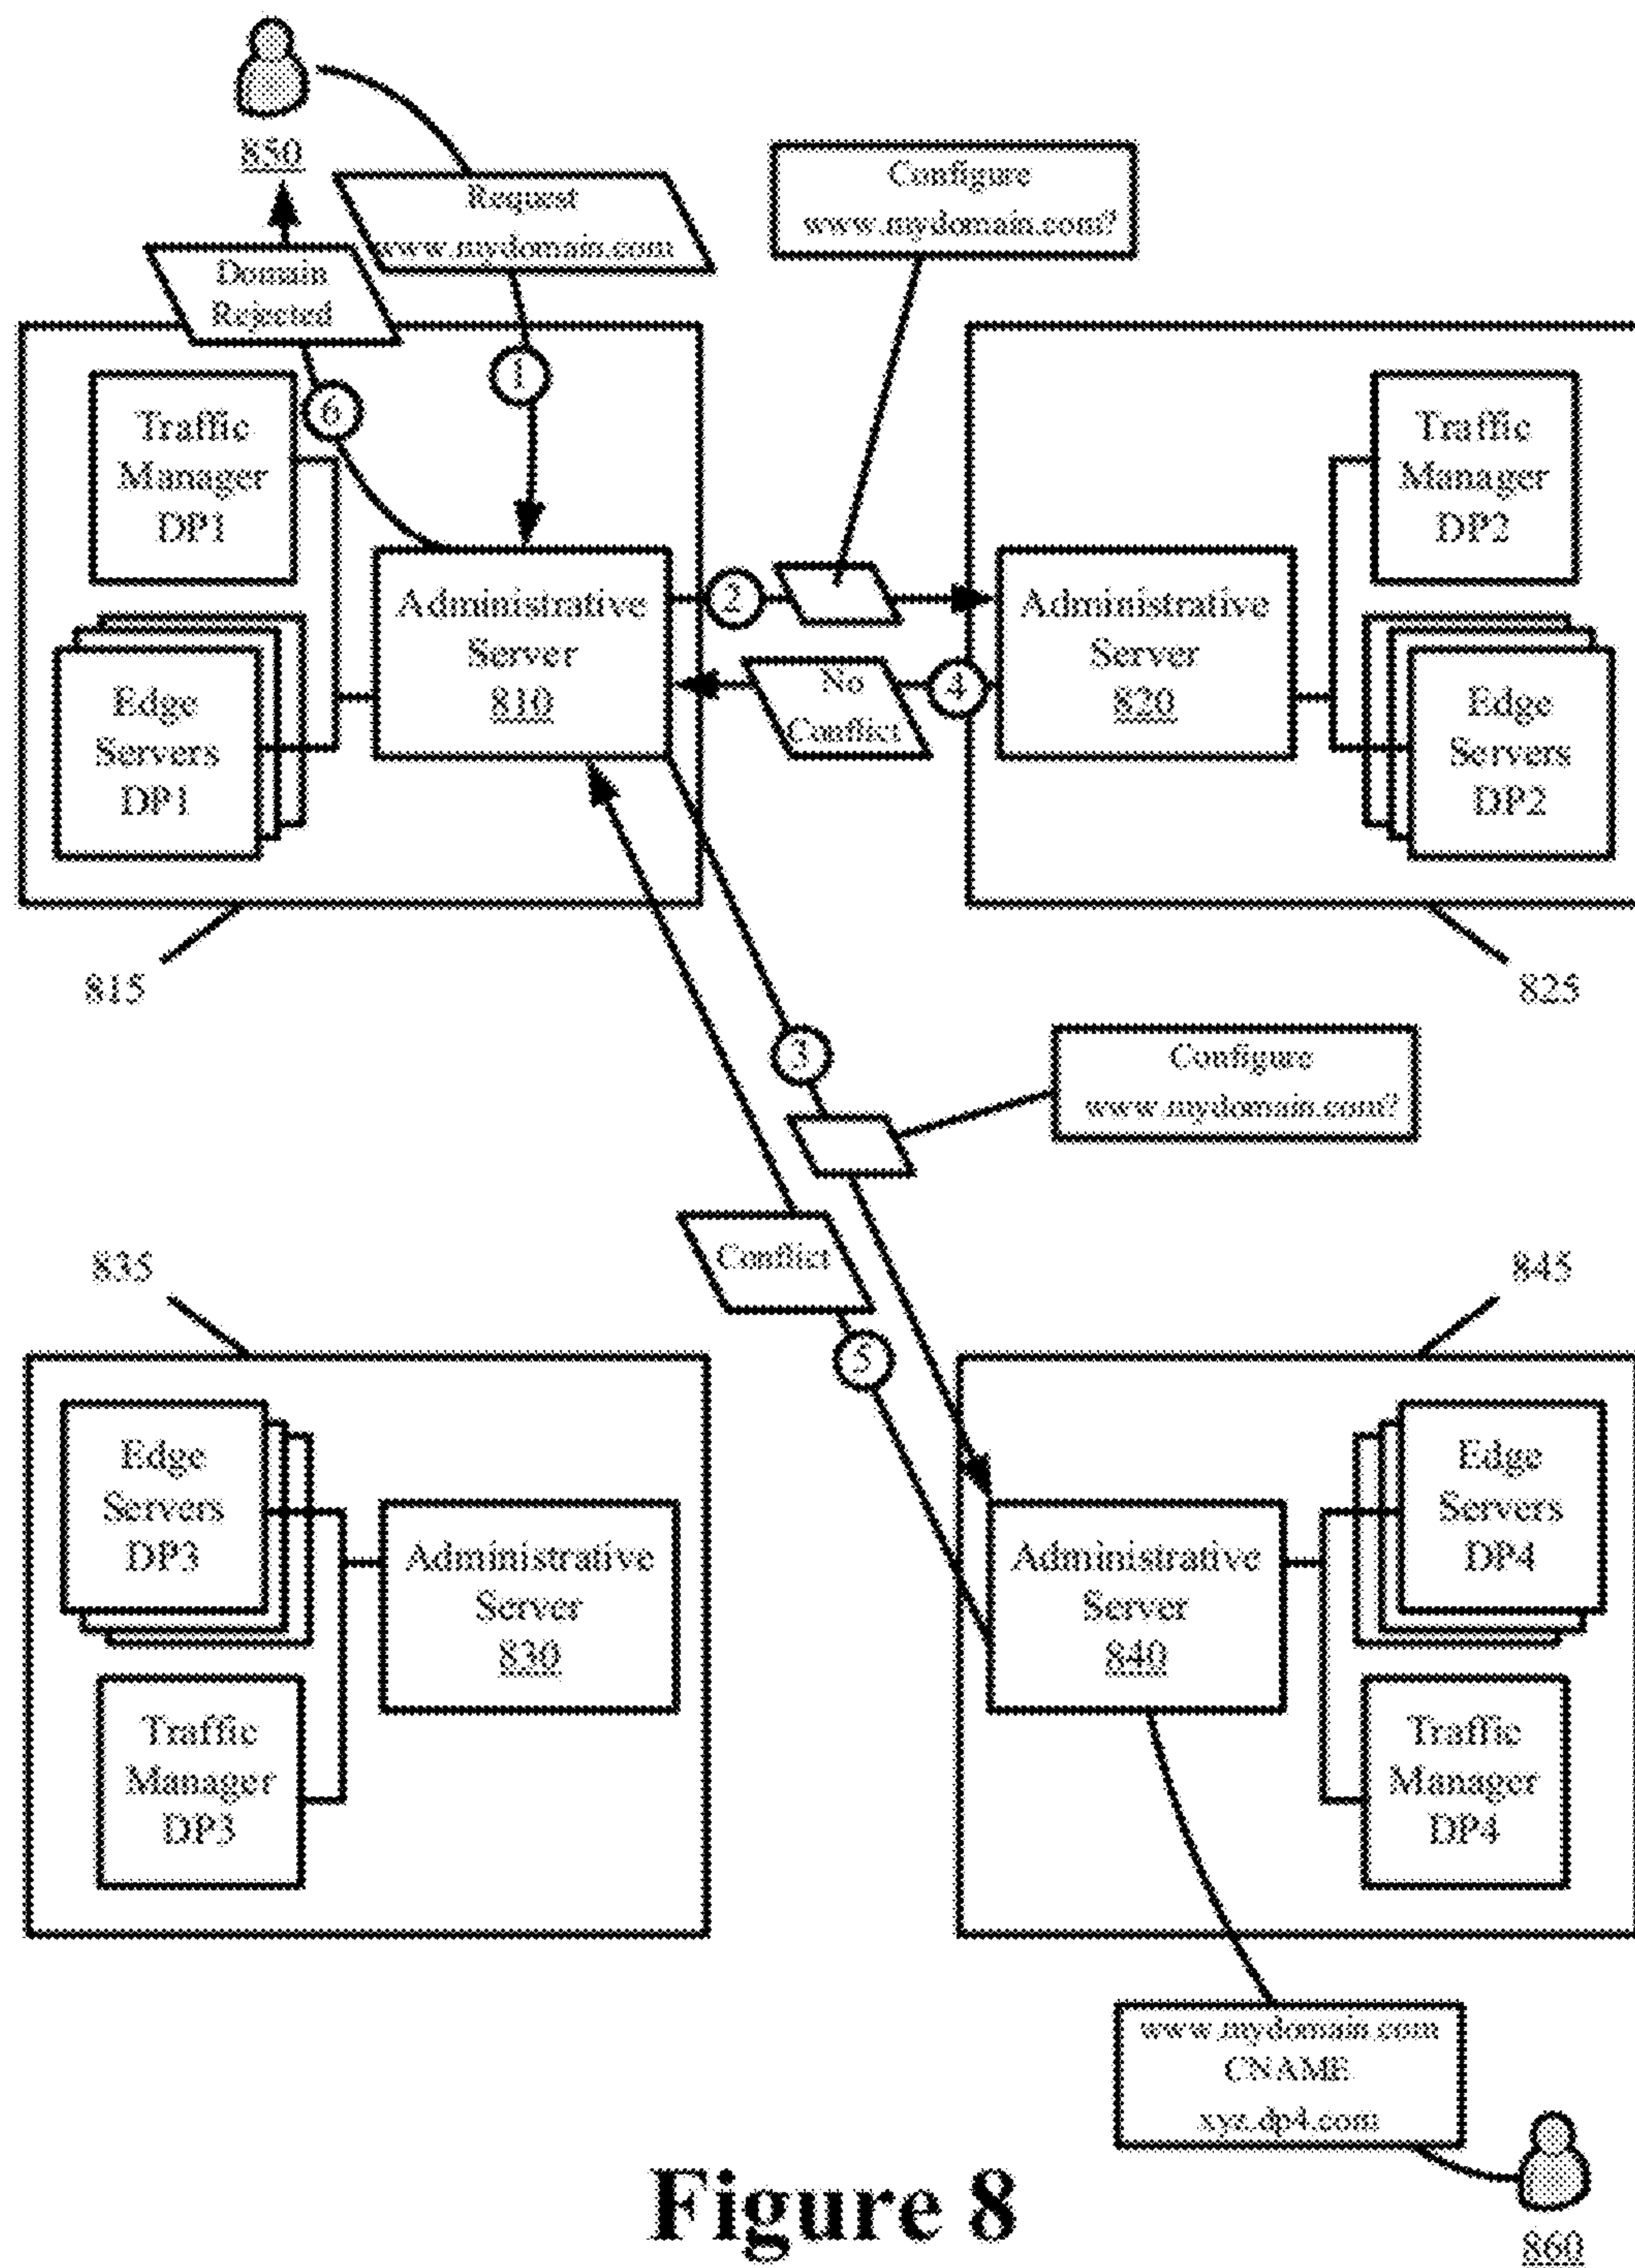 850
Request
www.mydomain.com
Configure
www.mydomain.com?
Domain
Rejected
1
6
Traffic
Manager
DP1
Administrative
Server
810
Edge
Servers
DP1
2
No
Conflict
4
Administrative
Server
820
Traffic
Manager
DP2
Edge
Servers
DP2
815
825
3
Configure
www.mydomain.com?
Conflict
5
835
845
Edge
Servers
DP3
Administrative
Server
830
Traffic
Manager
DP3
Administrative
Server
840
Edge
Servers
DP4
Traffic
Manager
DP4
www.mydomain.com
CNAME
xyz.dp4.com
860
Figure 8